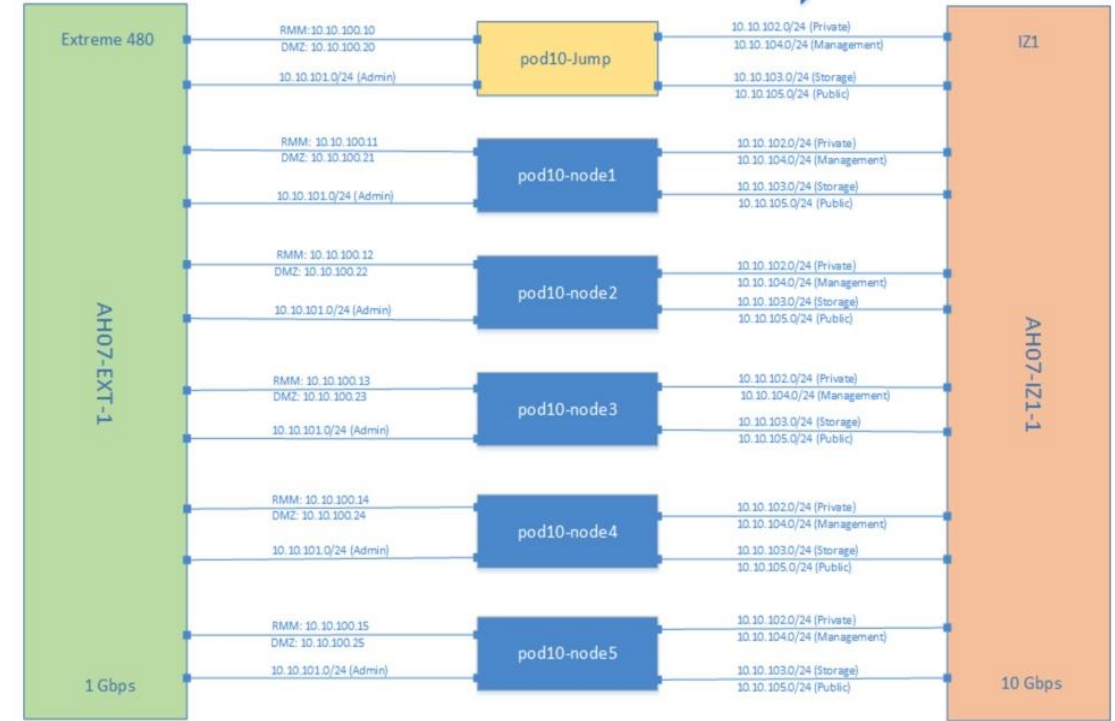 Extreme 480
AH07-EXT-1
1 Gbps
RMM:10.10.100.10
DMZ: 10.10.100.20
10.10.101.0/24 (Admin)
pod10-Jump
10.10.102.0/24 (Private)
10.10.104.0/24 (Management)
10.10.103.0/24 (Storage)
10.10.105.0/24 (Public)
RMM: 10.10.100.11
DMZ: 10.10.100.21
10.10.101.0/24 (Admin)
pod10-node1
10.10.102.0/24 (Private)
10.10.104.0/24 (Management)
10.10.103.0/24 (Storage)
10.10.105.0/24 (Public)
RMM: 10.10.100.12
DMZ: 10.10.100.22
10.10.101.0/24 (Admin)
pod10-node2
10.10.102.0/24 (Private)
10.10.104.0/24 (Management)
10.10.103.0/24 (Storage)
10.10.105.0/24 (Public)
RMM: 10.10.100.13
DMZ: 10.10.100.23
10.10.101.0/24 (Admin)
pod10-node3
10.10.102.0/24 (Private)
10.10.104.0/24 (Management)
10.10.103.0/24 (Storage)
10.10.105.0/24 (Public)
RMM: 10.10.100.14
DMZ: 10.10.100.24
10.10.101.0/24 (Admin)
pod10-node4
10.10.102.0/24 (Private)
10.10.104.0/24 (Management)
10.10.103.0/24 (Storage)
10.10.105.0/24 (Public)
RMM: 10.10.100.15
DMZ: 10.10.100.25
10.10.101.0/24 (Admin)
pod10-node5
10.10.102.0/24 (Private)
10.10.104.0/24 (Management)
10.10.103.0/24 (Storage)
10.10.105.0/24 (Public)
IZ1
AH07-IZ1-1
10 Gbps